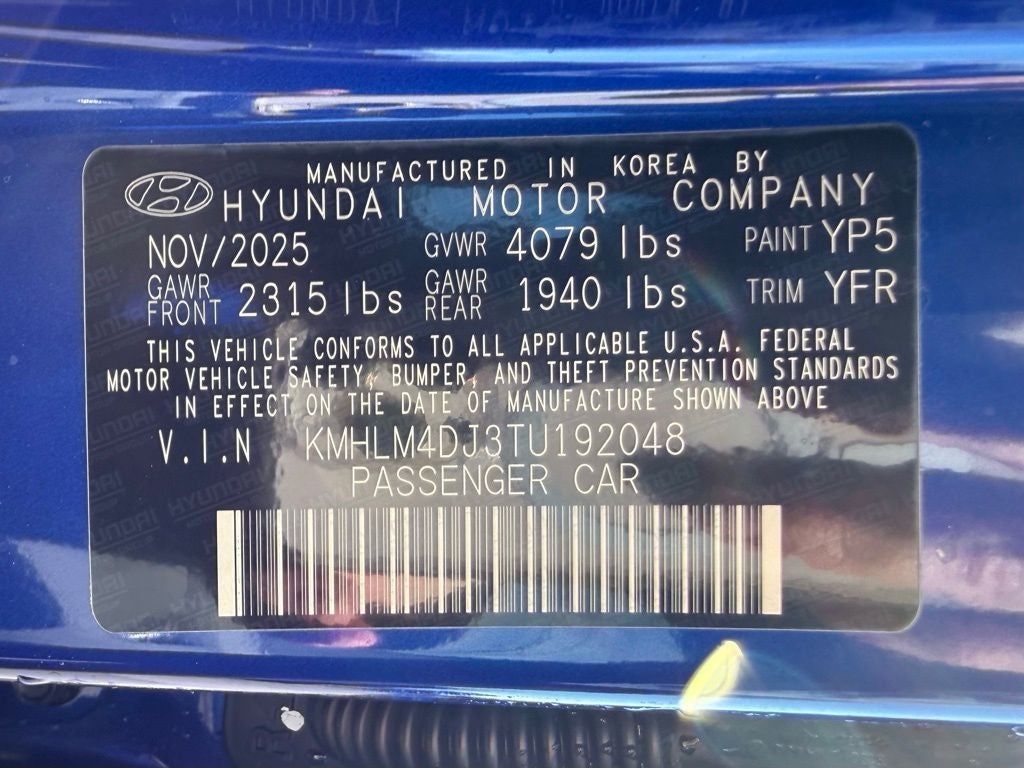 MANUFACTURED IN KOREA BY
HYUNDAI MOTOR COMPANY
NOV/2025 GVWR 4079 lbs PAINT YP5
GAWR FRONT 2315 lbs GAWR REAR 1940 lbs TRIM YFR
THIS VEHICLE CONFORMS TO ALL APPLICABLE U.S.A. FEDERAL
MOTOR VEHICLE SAFETY, BUMPER, AND THEFT PREVENTION STANDARDS
IN EFFECT ON THE DATE OF MANUFACTURE SHOWN ABOVE
V.I.N KMHLM4DJ3TU192048
PASSENGER CAR